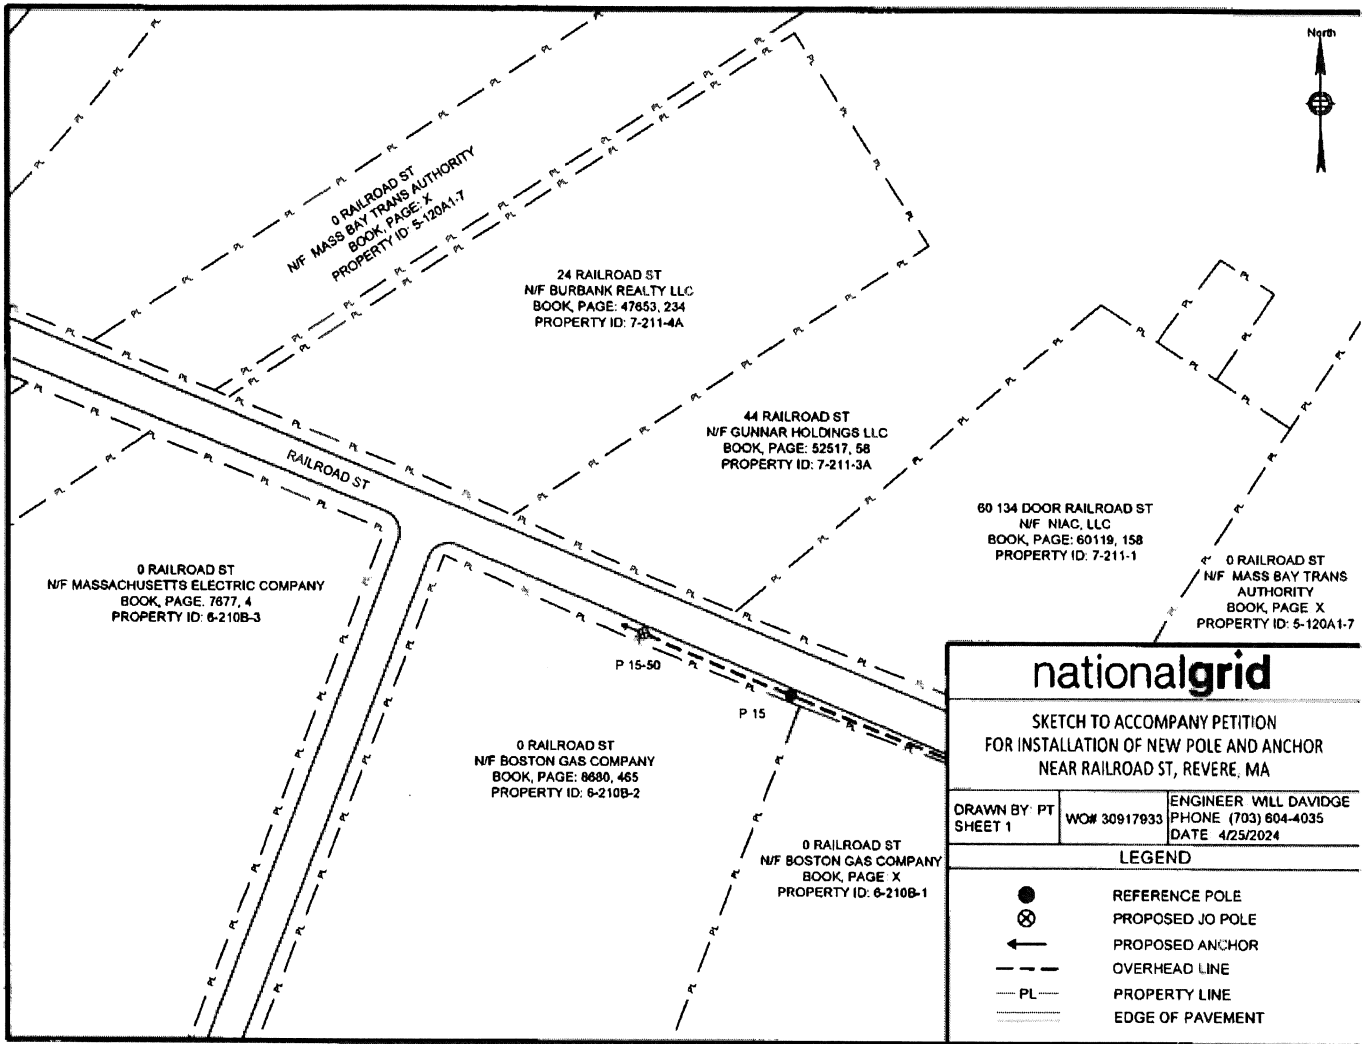 North
0 RAILROAD ST
N/F MASS BAY TRANS AUTHORITY
BOOK, PAGE: X
PROPERTY ID: 5-120A1-7
24 RAILROAD ST
N/F BURBANK REALTY LLC
BOOK, PAGE: 47653, 234
PROPERTY ID: 7-211-4A
44 RAILROAD ST
N/F GUNNAR HOLDINGS LLC
BOOK, PAGE: 52517, 58
PROPERTY ID: 7-211-3A
RAILROAD ST
60 134 DOOR RAILROAD ST
N/F NIAC, LLC
BOOK, PAGE: 60119, 158
PROPERTY ID: 7-211-1
0 RAILROAD ST
N/F MASS BAY TRANS
AUTHORITY
BOOK, PAGE X
PROPERTY ID: 5-120A1-7
0 RAILROAD ST
N/F MASSACHUSETTS ELECTRIC COMPANY
BOOK, PAGE. 7677, 4
PROPERTY ID: 6-210B-3
P 15-50
P 15
0 RAILROAD ST
N/F BOSTON GAS COMPANY
BOOK, PAGE: 8680, 465
PROPERTY ID: 6-210B-2
0 RAILROAD ST
N/F BOSTON GAS COMPANY
BOOK, PAGE X
PROPERTY ID: 6-210B-1
nationalgrid
SKETCH TO ACCOMPANY PETITION
FOR INSTALLATION OF NEW POLE AND ANCHOR
NEAR RAILROAD ST, REVERE, MA
DRAWN BY: PT
SHEET 1
WO# 30917933
ENGINEER WILL DAVIDGE
PHONE (703) 604-4035
DATE 4/25/2024
LEGEND
REFERENCE POLE
PROPOSED JO POLE
PROPOSED ANCHOR
OVERHEAD LINE
PL
PROPERTY LINE
EDGE OF PAVEMENT